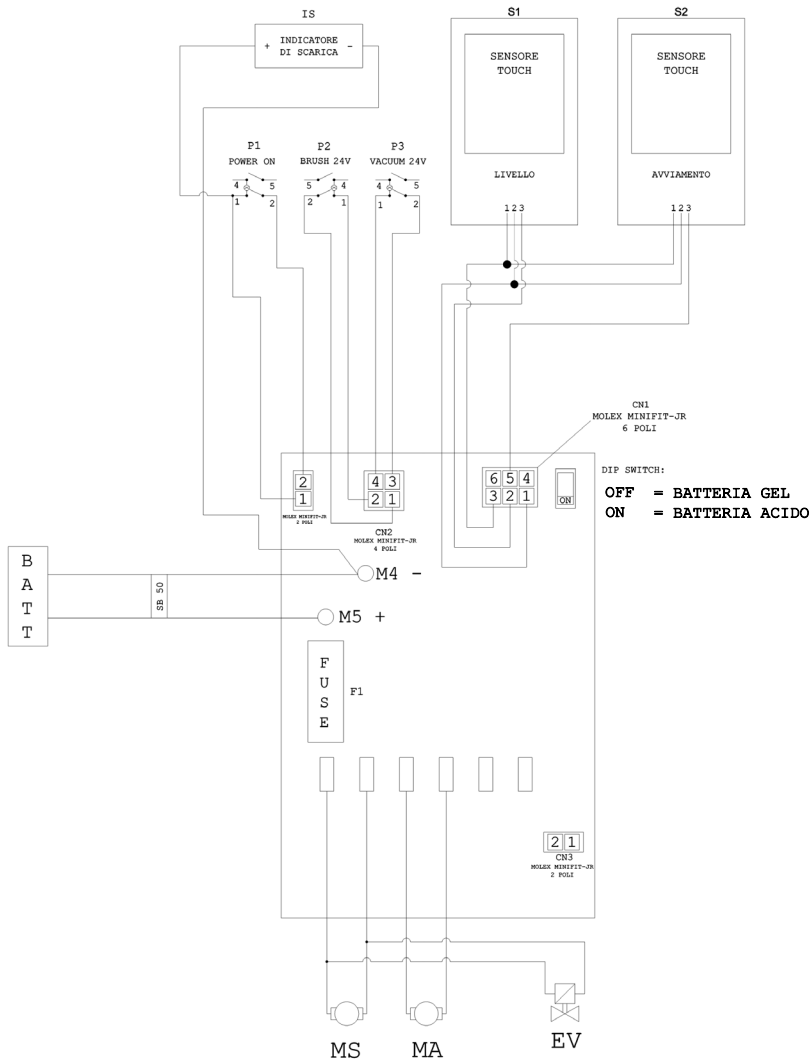 IS
+ INDICATORE -
DI SCARICA
S1
SENSORE
TOUCH
LIVELLO
1 2 3
S2
SENSORE
TOUCH
AVVIAMENTO
1 2 3
P1
POWER ON
4 5
1 2
P2
BRUSH 24V
5 4
2 1
P3
VACUUM 24V
4 5
1 2
CN1
MOLEX MINIFIT-JR
6 POLI
2
1
MOLEX MINIFIT-JR
2 POLI
4 3
2 1
CN2
MOLEX MINIFIT-JR
4 POLI
6 5 4
3 2 1
ON
DIP SWITCH:
OFF = BATTERIA GEL
ON = BATTERIA ACIDO
BATT
SB 50
M4 -
M5 +
FUSE
F1
2 1
CN3
MOLEX MINIFIT-JR
2 POLI
MS
MA
EV